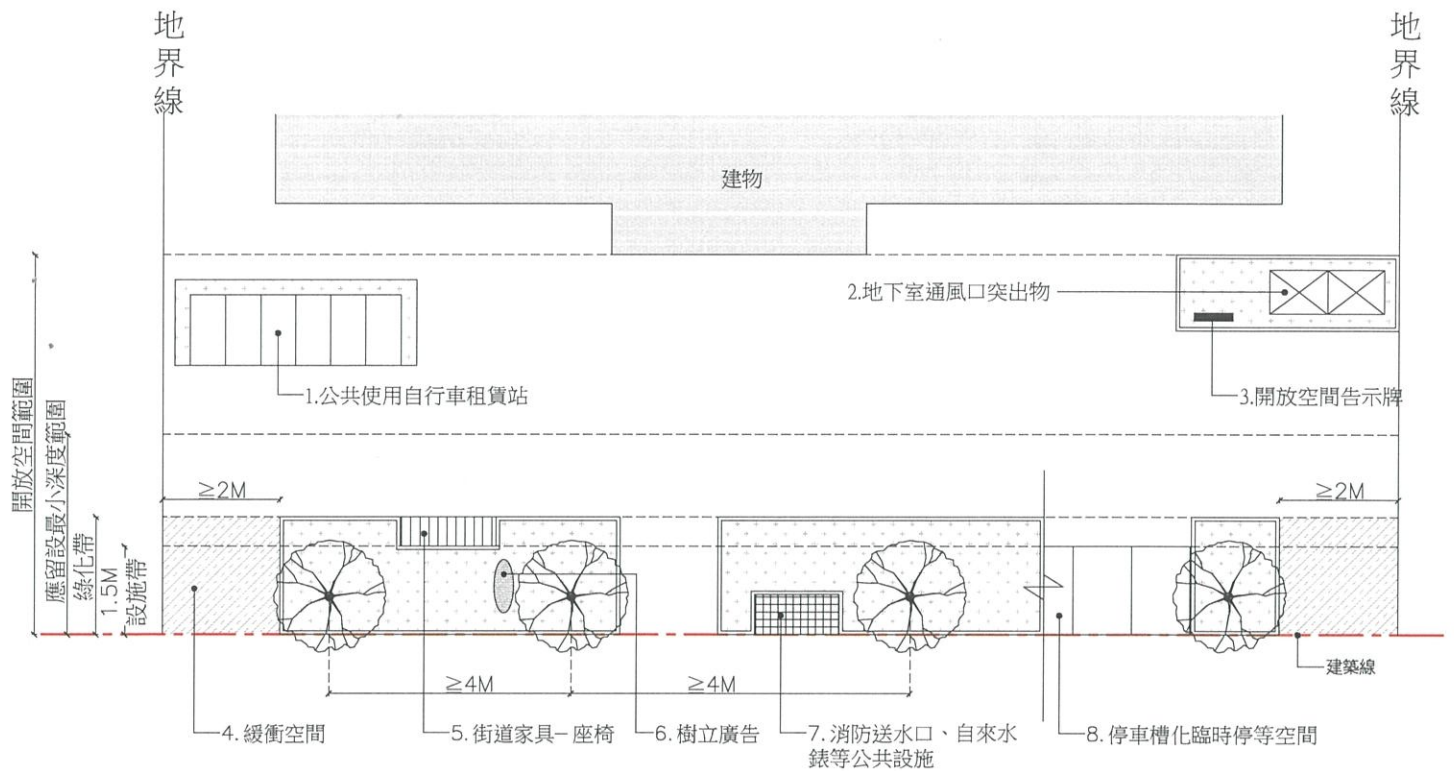 地界線
地界線
建物
2.地下室通風口突出物
1.公共使用自行車租賃站
3.開放空間告示牌
開放空間範圍
應留設最小深度範圍
綠化帶
1.5M
設施帶
≥2M
≥2M
建築線
≥4M
≥4M
4.緩衝空間
5.街道家具－座椅
6.樹立廣告
7.消防送水口、自來水
錶等公共設施
8.停車槽化臨時停等空間